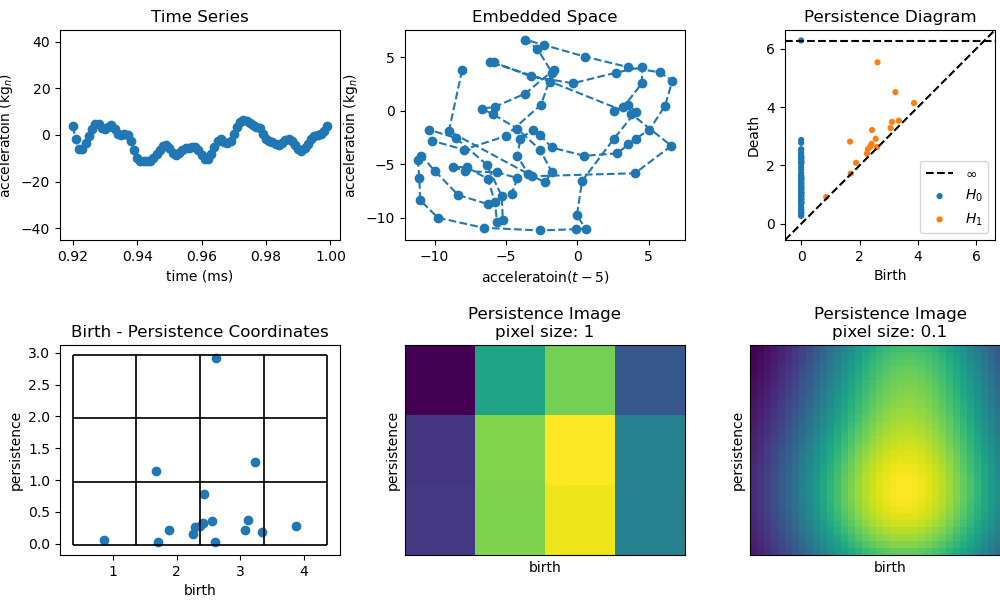 Time Series
acceleratoin (kg_n)
40
20
0
−20
−40
0.92
0.94
0.96
0.98
1.00
time (ms)
Embedded Space
acceleratoin (kg_n)
5
0
−5
−10
−10
−5
0
5
acceleratoin(t − 5)
Persistence Diagram
Death
6
4
2
0
∞
H_0
H_1
0
2
4
6
Birth
Birth - Persistence Coordinates
persistence
3.0
2.5
2.0
1.5
1.0
0.5
0.0
1
2
3
4
birth
Persistence Image
pixel size: 1
persistence
birth
Persistence Image
pixel size: 0.1
persistence
birth